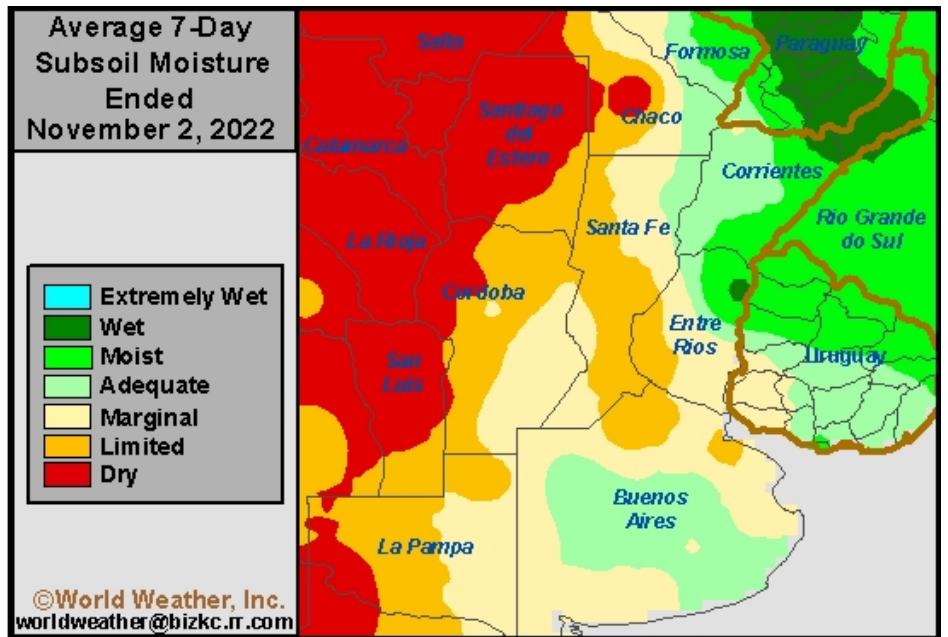 Average 7-Day
Subsoil Moisture
Ended
November 2, 2022
Extremely Wet
Wet
Moist
Adequate
Marginal
Limited
Dry
©World Weather, Inc.
worldweather@bizkc.rr.com
Salta
Formosa
Paraguay
Santiago
del
Estero
Chaco
Catamarca
Corrientes
La Rioja
Santa Fe
Rio Grande
do Sul
Cordoba
Entre
Rios
San
Luis
Uruguay
Buenos
Aires
La Pampa